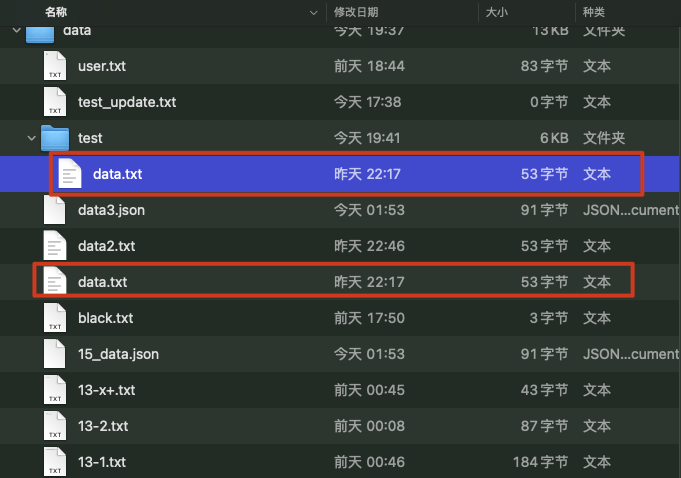 名称 修改日期 大小 种类
data 今天 19:37 13 KB 文件夹
TXT user.txt 前天 18:44 83 字节 文本
TXT test_update.txt 今天 17:38 0 字节 文本
test 今天 19:41 6 KB 文件夹
data.txt 昨天 22:17 53 字节 文本
data3.json 今天 01:53 91 字节 JSON...cument
data2.txt 昨天 22:46 53 字节 文本
data.txt 昨天 22:17 53 字节 文本
TXT black.txt 前天 17:50 3 字节 文本
15_data.json 今天 01:53 91 字节 JSON...cument
TXT 13-x+.txt 前天 00:45 43 字节 文本
TXT 13-2.txt 前天 00:08 87 字节 文本
TXT 13-1.txt 前天 00:46 184 字节 文本